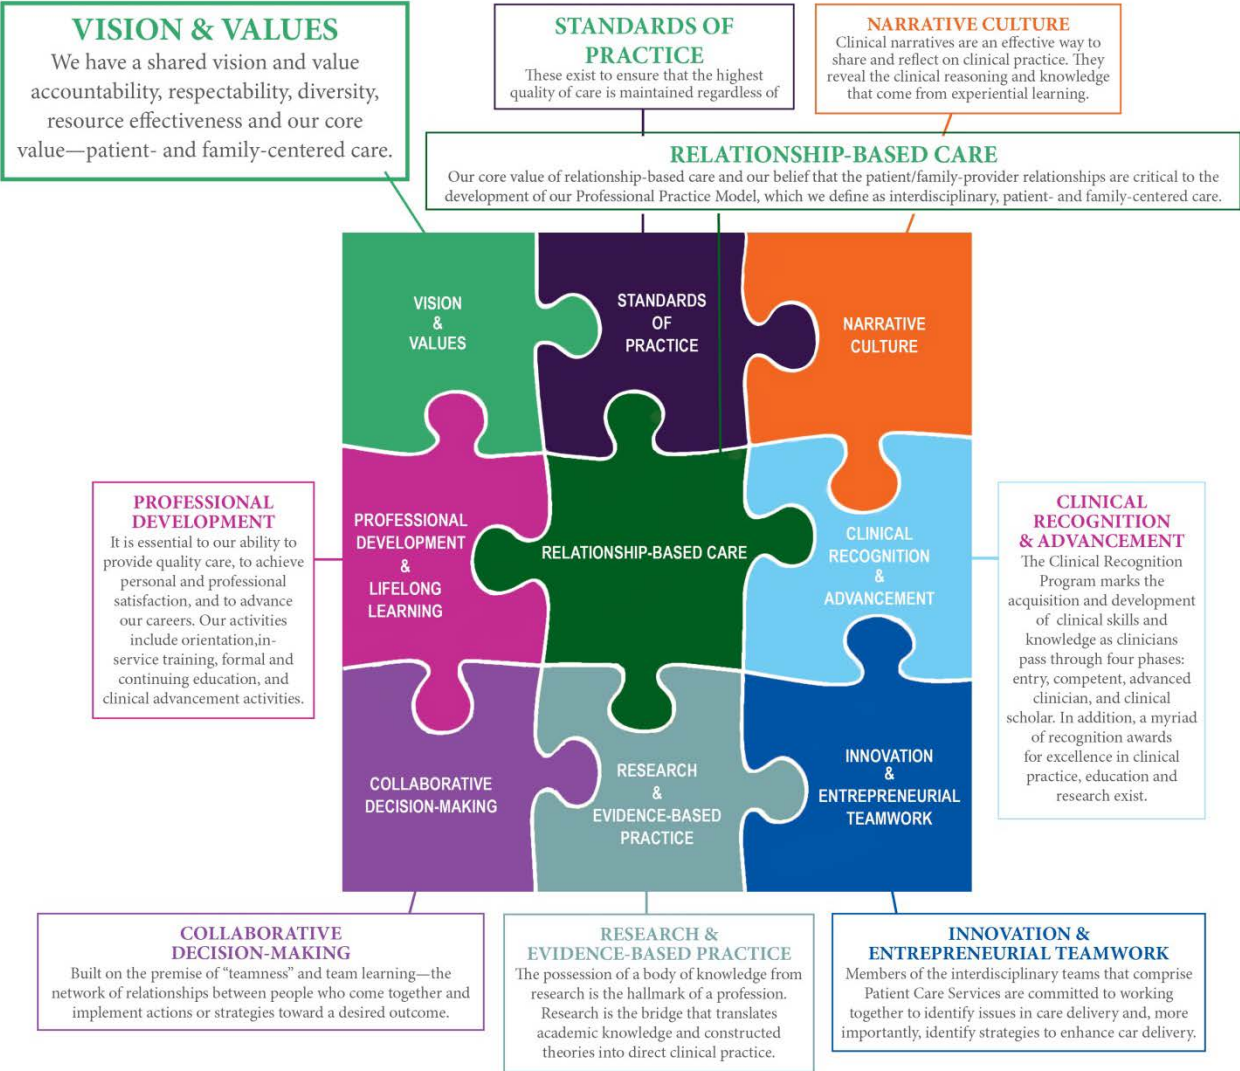 VISION & VALUES
We have a shared vision and value
accountability, respectability, diversity,
resource effectiveness and our core
value—patient- and family-centered care.
STANDARDS OF
PRACTICE
These exist to ensure that the highest
quality of care is maintained regardless of
NARRATIVE CULTURE
Clinical narratives are an effective way to
share and reflect on clinical practice. They
reveal the clinical reasoning and knowledge
that come from experiential learning.
RELATIONSHIP-BASED CARE
Our core value of relationship-based care and our belief that the patient/family-provider relationships are critical to the
development of our Professional Practice Model, which we define as interdisciplinary, patient- and family-centered care.
VISION
&
VALUES
STANDARDS
OF
PRACTICE
NARRATIVE
CULTURE
PROFESSIONAL
DEVELOPMENT
It is essential to our ability to
provide quality care, to achieve
personal and professional
satisfaction, and to advance
our careers. Our activities
include orientation,in-
service training, formal and
continuing education, and
clinical advancement activities.
PROFESSIONAL
DEVELOPMENT
&
LIFELONG
LEARNING
RELATIONSHIP-BASED CARE
CLINICAL
RECOGNITION
&
ADVANCEMENT
CLINICAL
RECOGNITION
& ADVANCEMENT
The Clinical Recognition
Program marks the
acquisition and development
of clinical skills and
knowledge as clinicians
pass through four phases:
entry, competent, advanced
clinician, and clinical
scholar. In addition, a myriad
of recognition awards
for excellence in clinical
practice, education and
research exist.
COLLABORATIVE
DECISION-MAKING
RESEARCH
&
EVIDENCE-BASED
PRACTICE
INNOVATION
&
ENTREPRENEURIAL
TEAMWORK
COLLABORATIVE
DECISION-MAKING
Built on the premise of “teamness” and team learning—the
network of relationships between people who come together and
implement actions or strategies toward a desired outcome.
RESEARCH &
EVIDENCE-BASED PRACTICE
The possession of a body of knowledge from
research is the hallmark of a profession.
Research is the bridge that translates
academic knowledge and constructed
theories into direct clinical practice.
INNOVATION &
ENTREPRENEURIAL TEAMWORK
Members of the interdisciplinary teams that comprise
Patient Care Services are committed to working
together to identify issues in care delivery and, more
importantly, identify strategies to enhance car delivery.